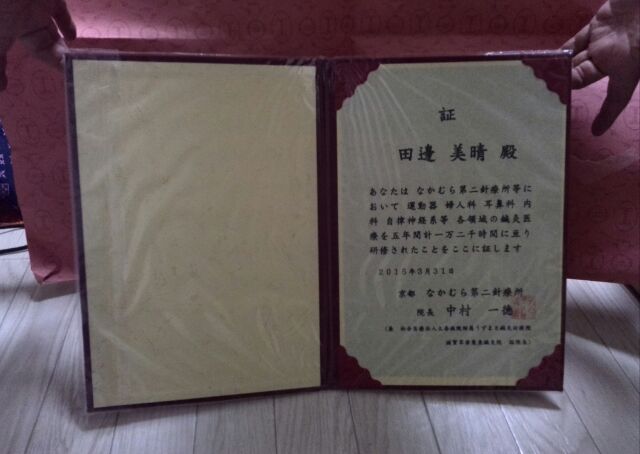 証
田邉 美晴 殿
あなたは なかむら第二針療所等に
おいて 運動器 婦人科 耳鼻科 内
科 自律神経系等 各領域の鍼灸医
療を五年間計一万二千時間に亘り
研修されたことをここに証します
2015年3月31日
京都 なかむら第二針療所
院長 中村 一徳